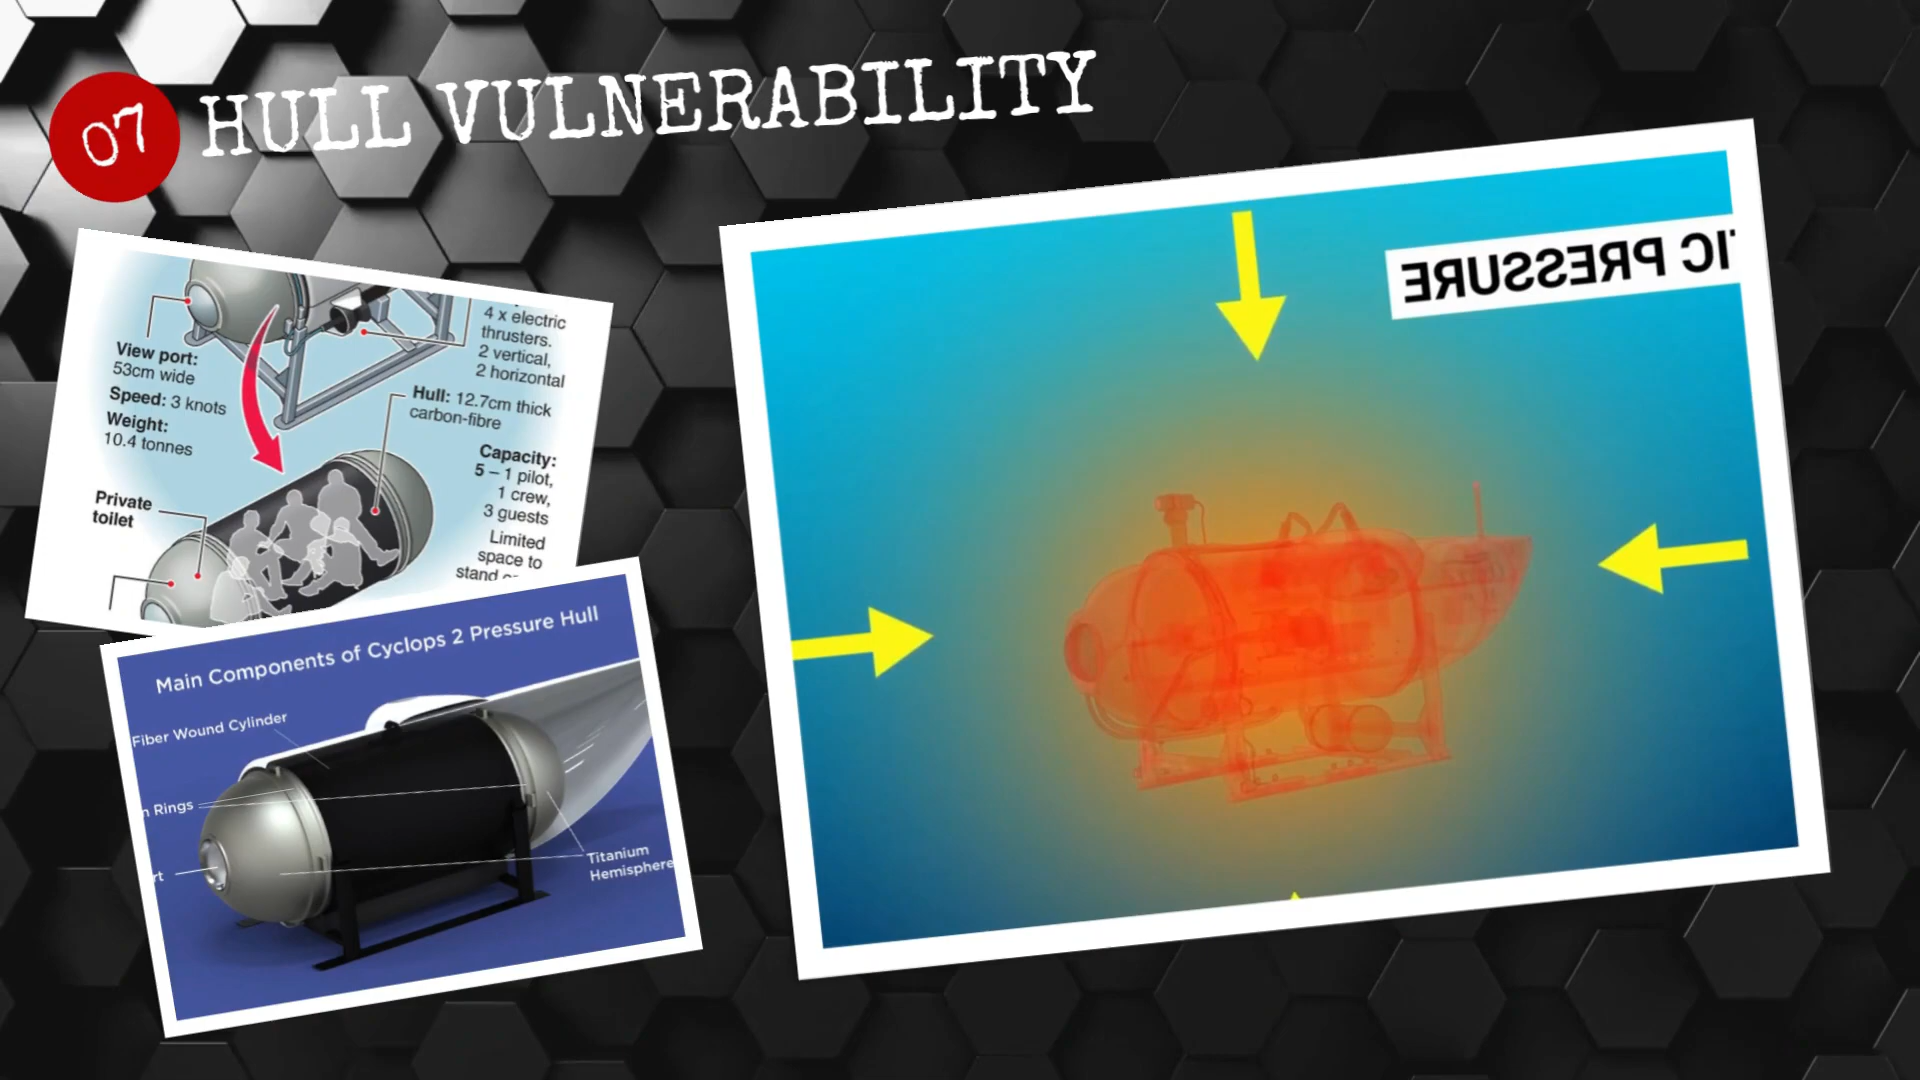 07 HULL VULNERABILITY
4 x electric
thrusters.
2 vertical,
2 horizontal
View port:
53cm wide
Speed: 3 knots
Weight:
10.4 tonnes
Hull: 12.7cm thick
carbon-fibre
Capacity:
5 – 1 pilot,
1 crew,
3 guests
Limited
space to
stand
Private
toilet
Main Components of Cyclops 2 Pressure Hull
Fiber Wound Cylinder
n Rings
rt
Titanium
Hemisphere
IC PRESSURE